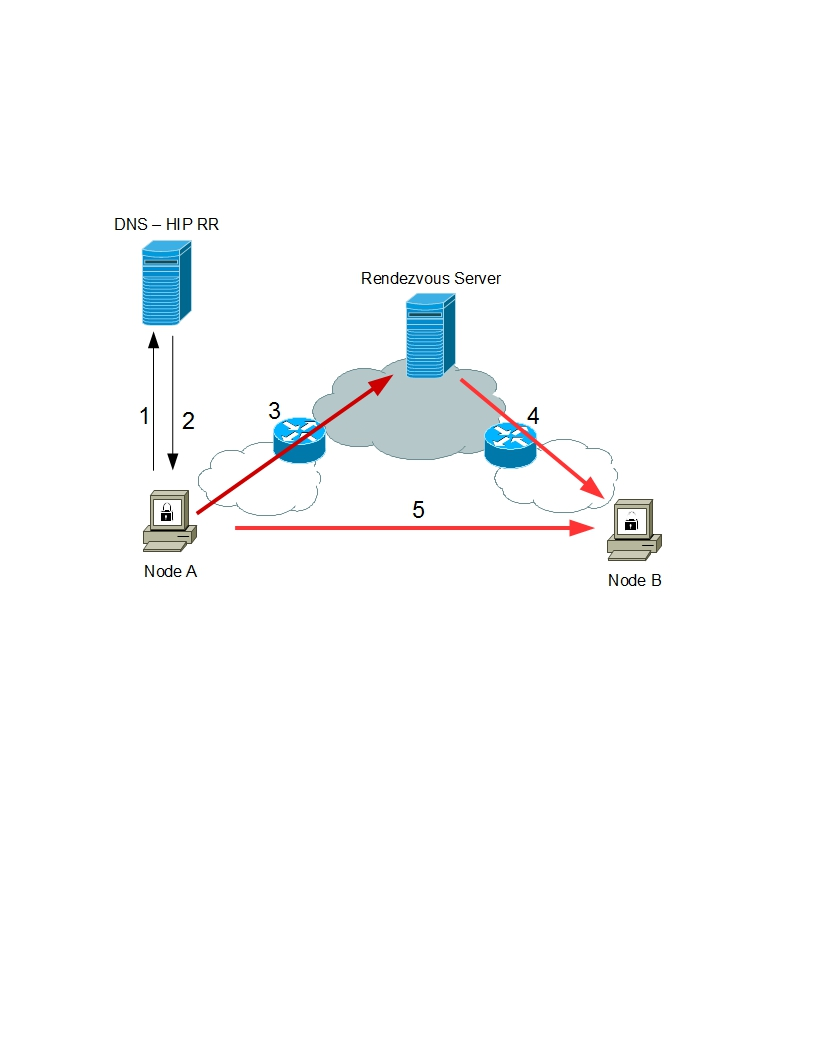 DNS – HIP RR
Rendezvous Server
1
2
3
4
5
Node A
Node B